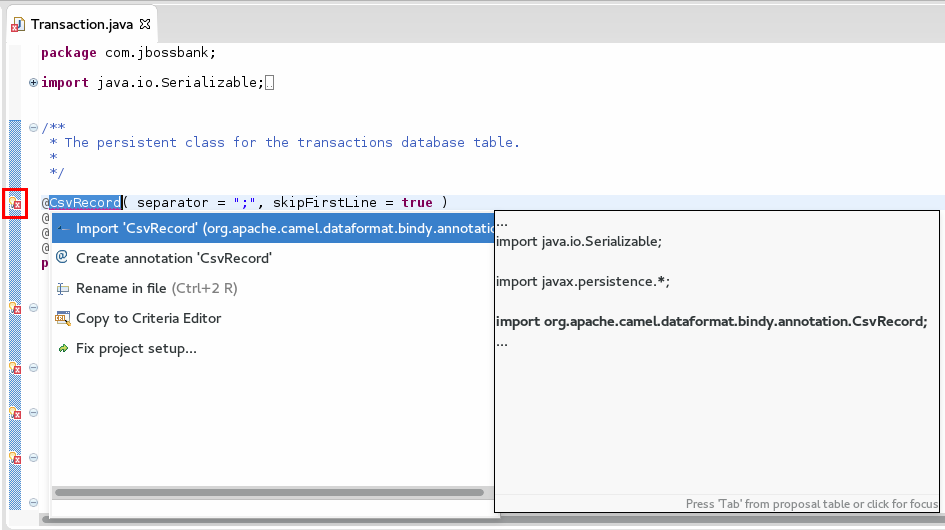 Transaction.java
package com.jbossbank;
import java.io.Serializable;
/**
* The persistent class for the transactions database table.
*
*/
@CsvRecord( separator = ";", skipFirstLine = true )
@
@
@
p
Import 'CsvRecord' (org.apache.camel.dataformat.bindy.annotatio
@ Create annotation 'CsvRecord'
Rename in file (Ctrl+2 R)
Copy to Criteria Editor
Fix project setup...
...
import java.io.Serializable;
import javax.persistence.*;
import org.apache.camel.dataformat.bindy.annotation.CsvRecord;
...
Press 'Tab' from proposal table or click for focus